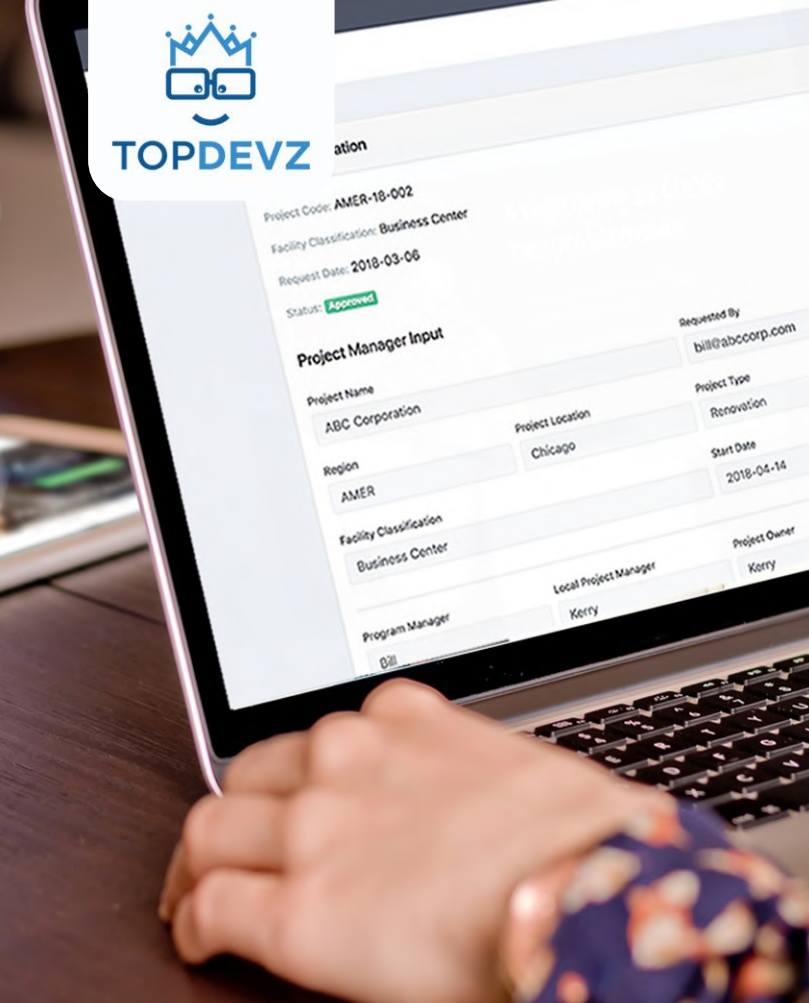 TOPDEVZ
ation
Project Code: AMER-18-002
Facility Classification: Business Center
Request Date: 2018-03-06
Status: Approved
Project Manager Input
Project Name
Requested By
ABC Corporation
bill@abccorp.com
Region
Project Location
Project Type
AMER
Chicago
Renovation
Facility Classification
Start Date
Business Center
2018-04-14
Program Manager
Local Project Manager
Project Owner
Bill
Kerry
Kerry